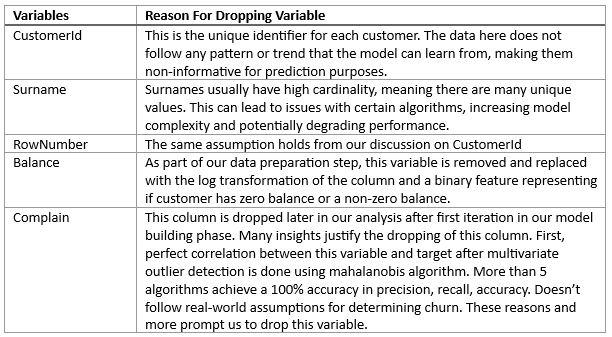 Variables Reason For Dropping Variable
CustomerId This is the unique identifier for each customer. The data here does not
follow any pattern or trend that the model can learn from, making them
non-informative for prediction purposes.
Surname Surnames usually have high cardinality, meaning there are many unique
values. This can lead to issues with certain algorithms, increasing model
complexity and potentially degrading performance.
RowNumber The same assumption holds from our discussion on CustomerId
Balance As part of our data preparation step, this variable is removed and replaced
with the log transformation of the column and a binary feature representing
if customer has zero balance or a non-zero balance.
Complain This column is dropped later in our analysis after first iteration in our model
building phase. Many insights justify the dropping of this column. First,
perfect correlation between this variable and target after multivariate
outlier detection is done using mahalanobis algorithm. More than 5
algorithms achieve a 100% accuracy in precision, recall, accuracy. Doesn't
follow real-world assumptions for determining churn. These reasons and
more prompt us to drop this variable.